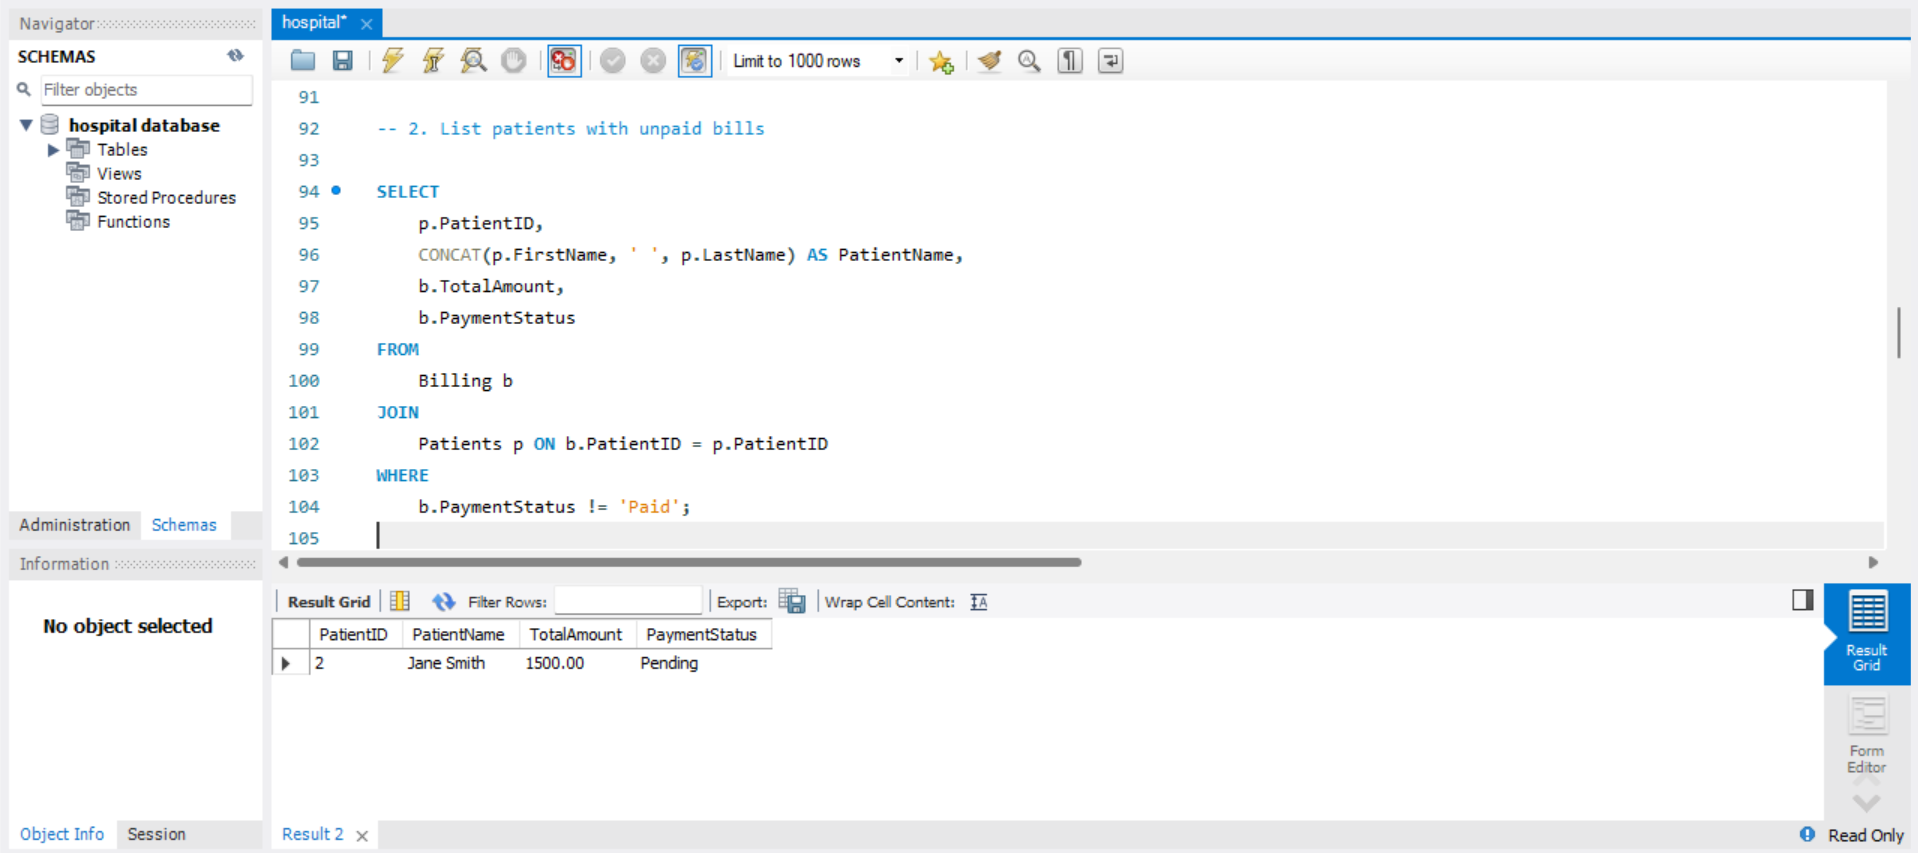 Navigator
hospital*
SCHEMAS
Limit to 1000 rows
Filter objects
hospital database
Tables
Views
Stored Procedures
Functions
91
92 -- 2. List patients with unpaid bills
93
94 SELECT
95 p.PatientID,
96 CONCAT(p.FirstName, ' ', p.LastName) AS PatientName,
97 b.TotalAmount,
98 b.PaymentStatus
99 FROM
100 Billing b
101 JOIN
102 Patients p ON b.PatientID = p.PatientID
103 WHERE
104 b.PaymentStatus != 'Paid';
105
Administration Schemas
Information
No object selected
Result Grid Filter Rows: Export: Wrap Cell Content:
PatientID PatientName TotalAmount PaymentStatus
2 Jane Smith 1500.00 Pending
Result
Grid
Form
Editor
Object Info Session
Result 2
Read Only